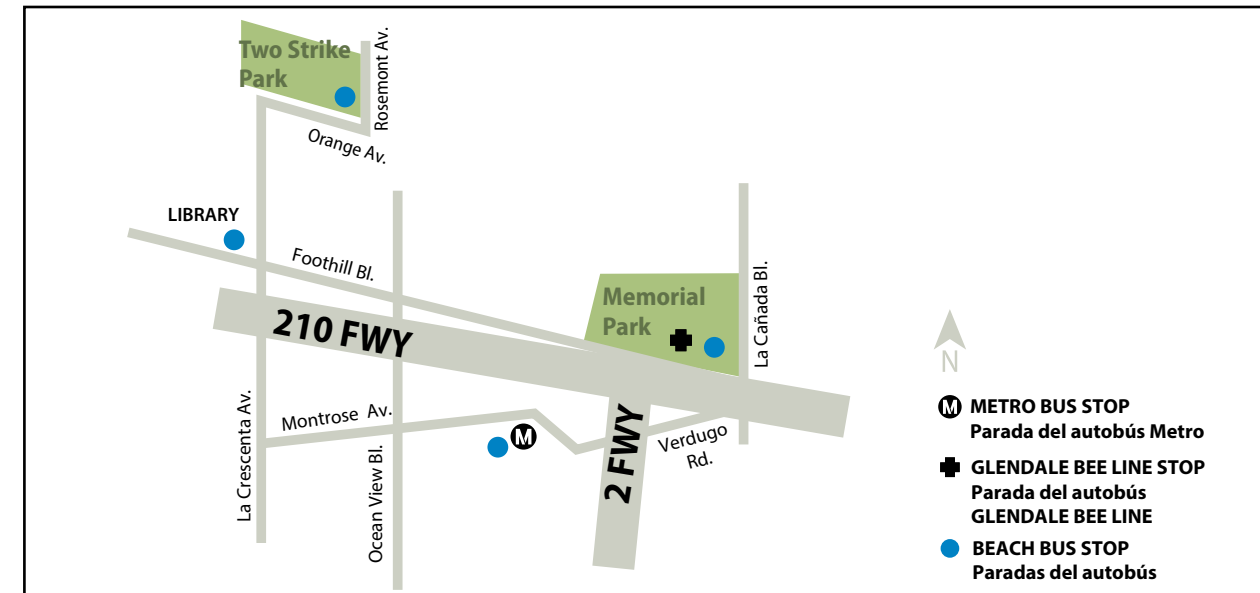 Two Strike
Park
Rosemont Av.
Orange Av.
LIBRARY
Foothill Bl.
210 FWY
Memorial
Park
La Cañada Bl.
La Crescenta Av.
Montrose Av.
Ocean View Bl.
M
2 FWY
Verdugo
Rd.
N
M METRO BUS STOP
Parada del autobús Metro
GLENDALE BEE LINE STOP
Parada del autobús
GLENDALE BEE LINE
BEACH BUS STOP
Paradas del autobús